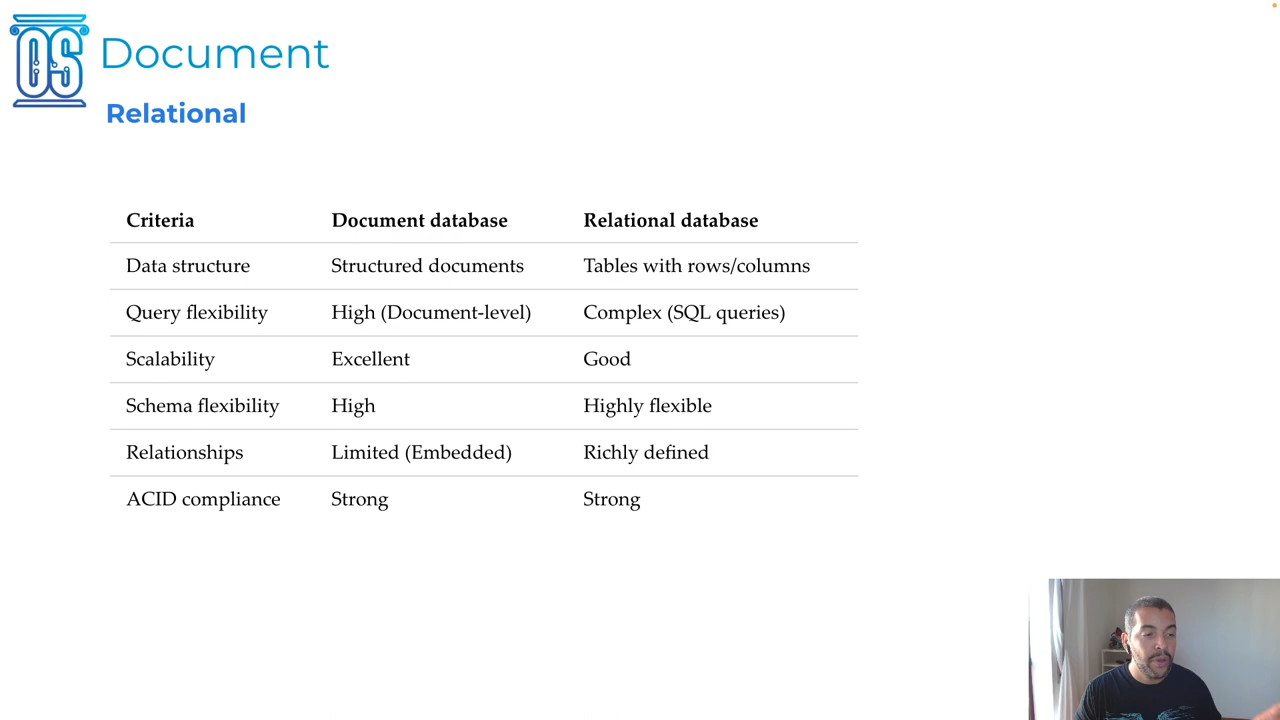 OS
Document
Relational
Criteria Document database Relational database
Data structure Structured documents Tables with rows/columns
Query flexibility High (Document-level) Complex (SQL queries)
Scalability Excellent Good
Schema flexibility High Highly flexible
Relationships Limited (Embedded) Richly defined
ACID compliance Strong Strong